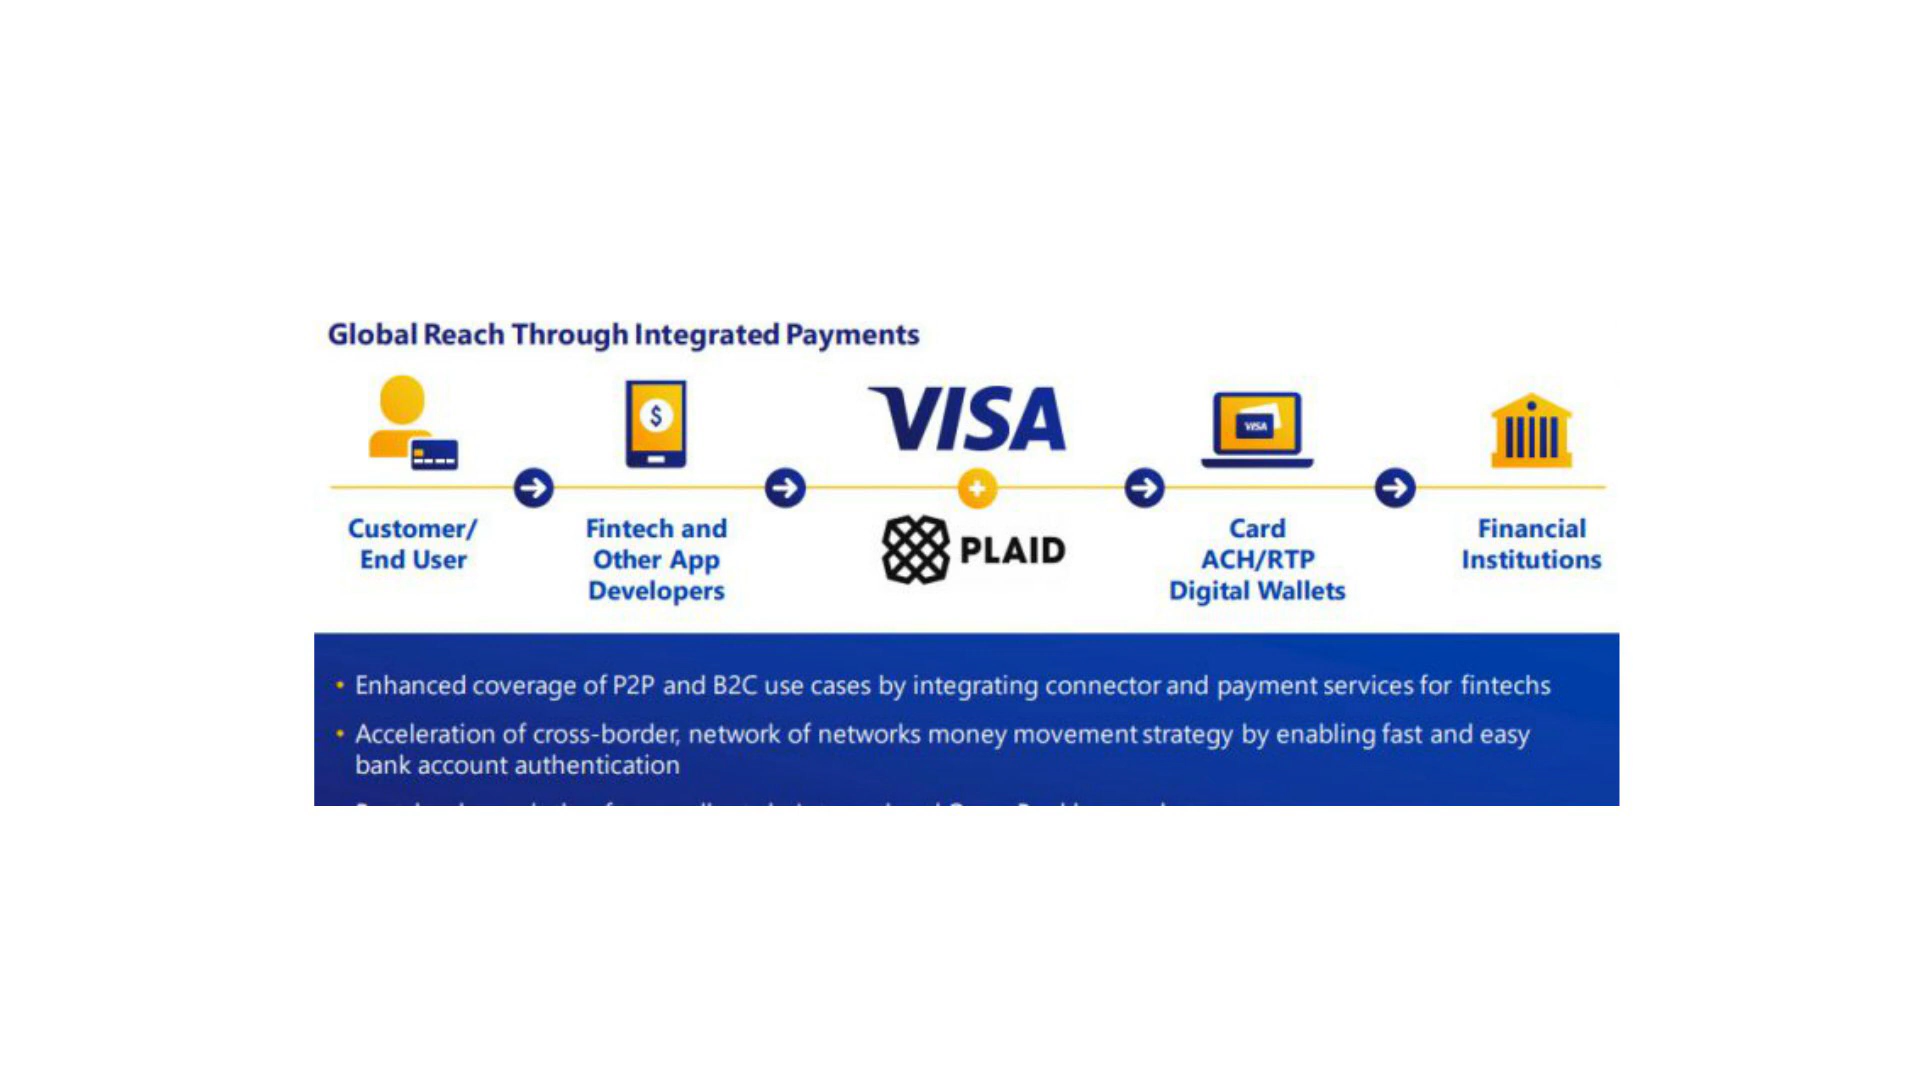 Global Reach Through Integrated Payments
$
VISA
VISA
PLAID
Customer/
End User
Fintech and
Other App
Developers
Card
ACH/RTP
Digital Wallets
Financial
Institutions
• Enhanced coverage of P2P and B2C use cases by integrating connector and payment services for fintechs
• Acceleration of cross-border, network of networks money movement strategy by enabling fast and easy
bank account authentication